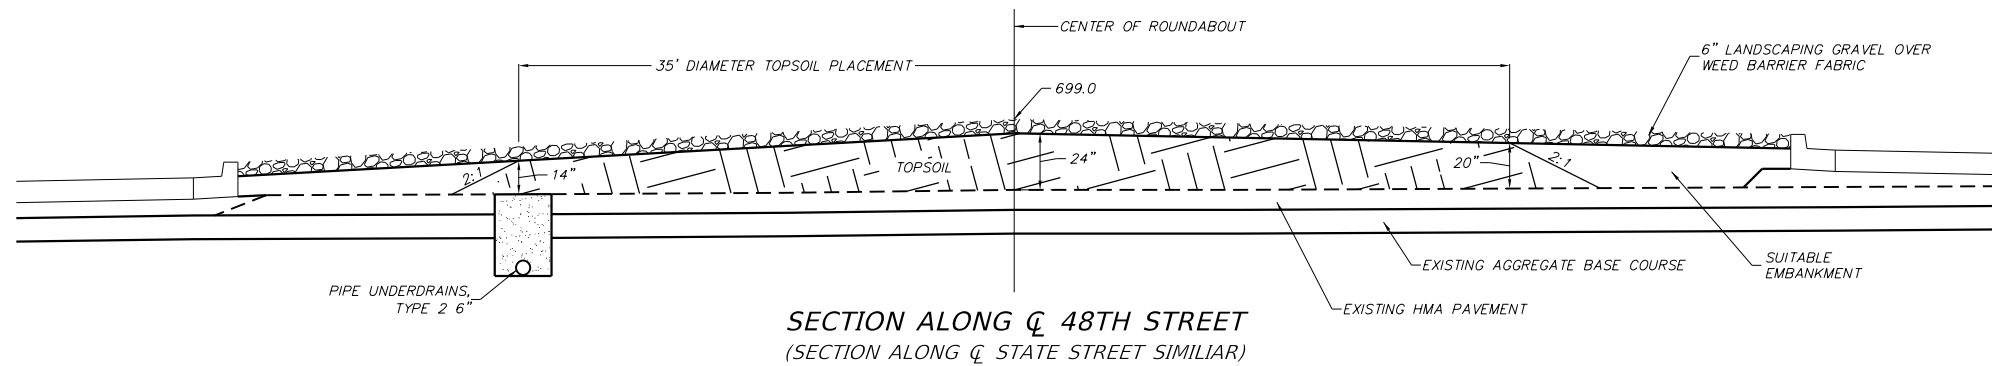 CENTER OF ROUNDABOUT
6" LANDSCAPING GRAVEL OVER
WEED BARRIER FABRIC
35' DIAMETER TOPSOIL PLACEMENT
699.0
2:1
14"
TOPSOIL
24"
20"
2:1
PIPE UNDERDRAINS,
TYPE 2 6"
EXISTING AGGREGATE BASE COURSE
SUITABLE
EMBANKMENT
EXISTING HMA PAVEMENT
SECTION ALONG ℄ 48TH STREET
(SECTION ALONG ℄ STATE STREET SIMILIAR)